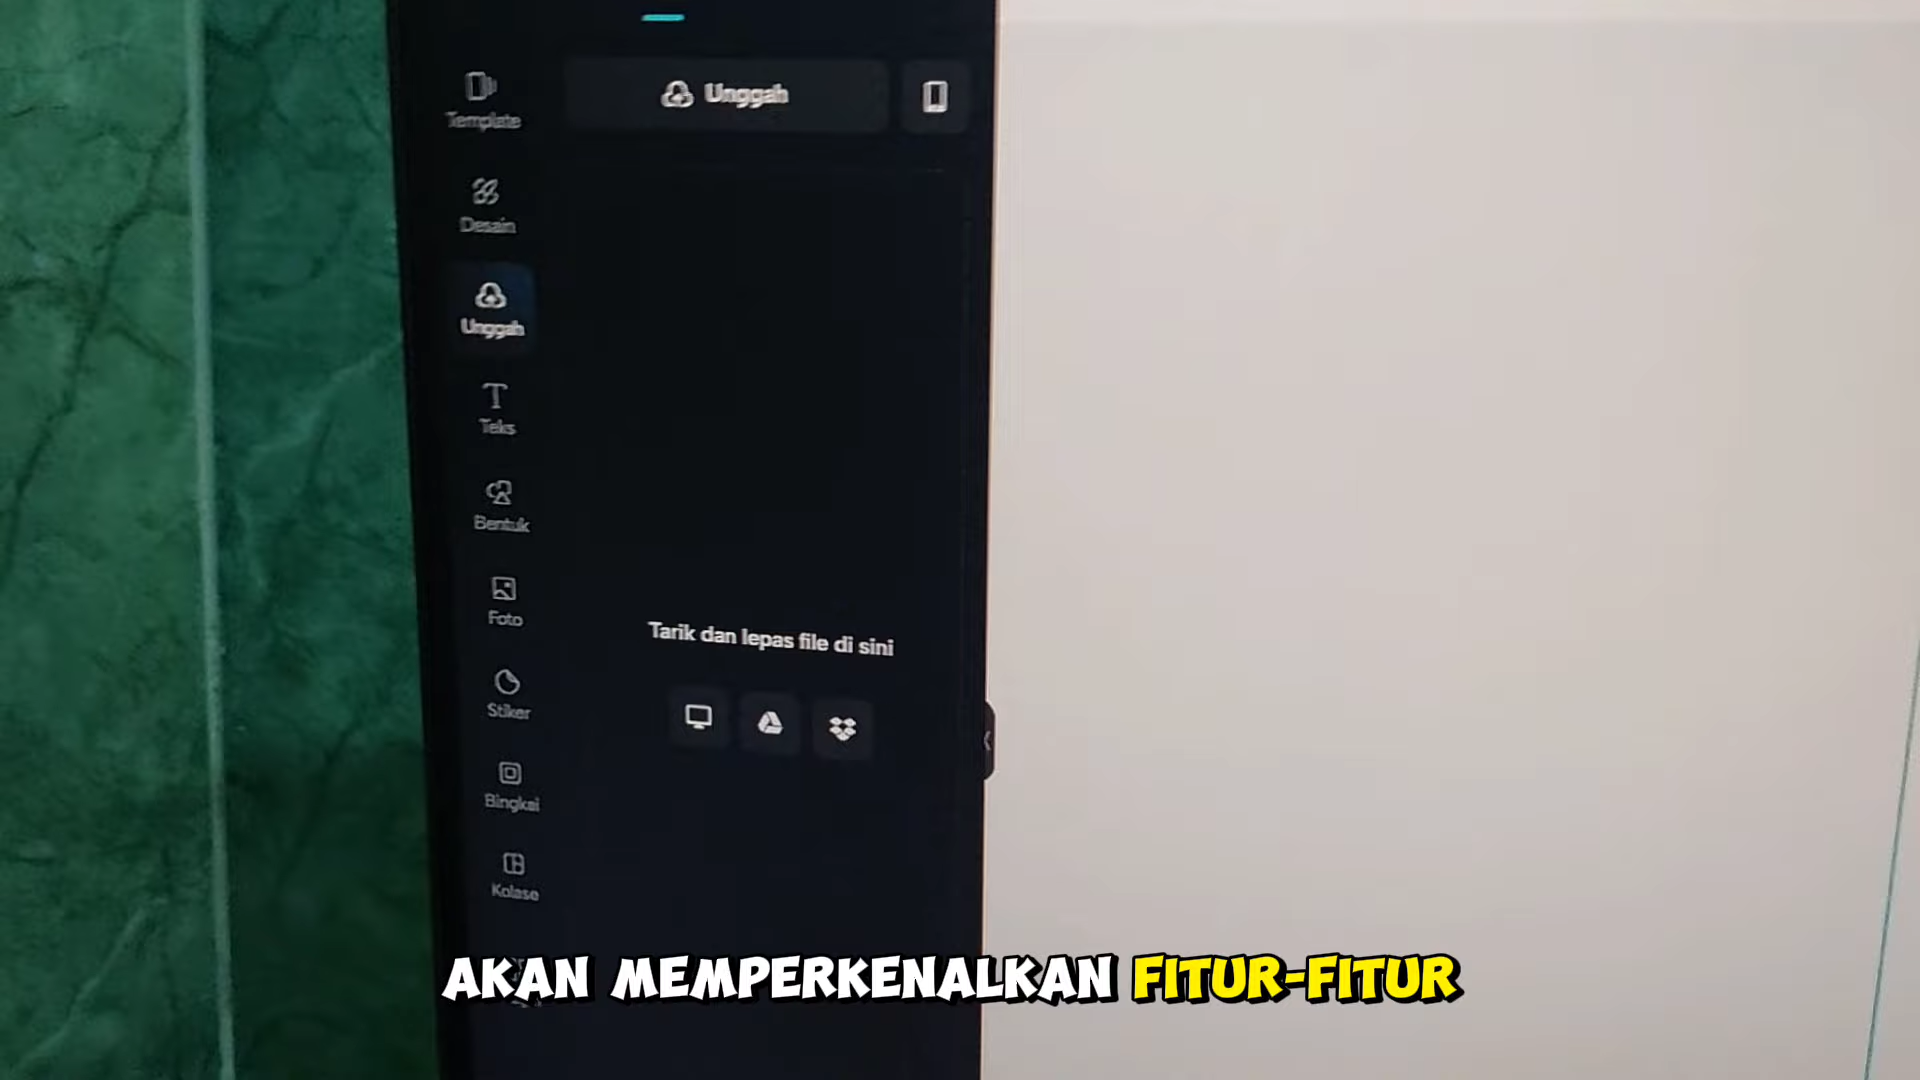 Template
Unggah
Desain
Unggah
Teks
Bentuk
Foto
Tarik dan lepas file di sini
Stiker
Bingkai
Kolase
AKAN MEMPERKENALKAN FITUR-FITUR